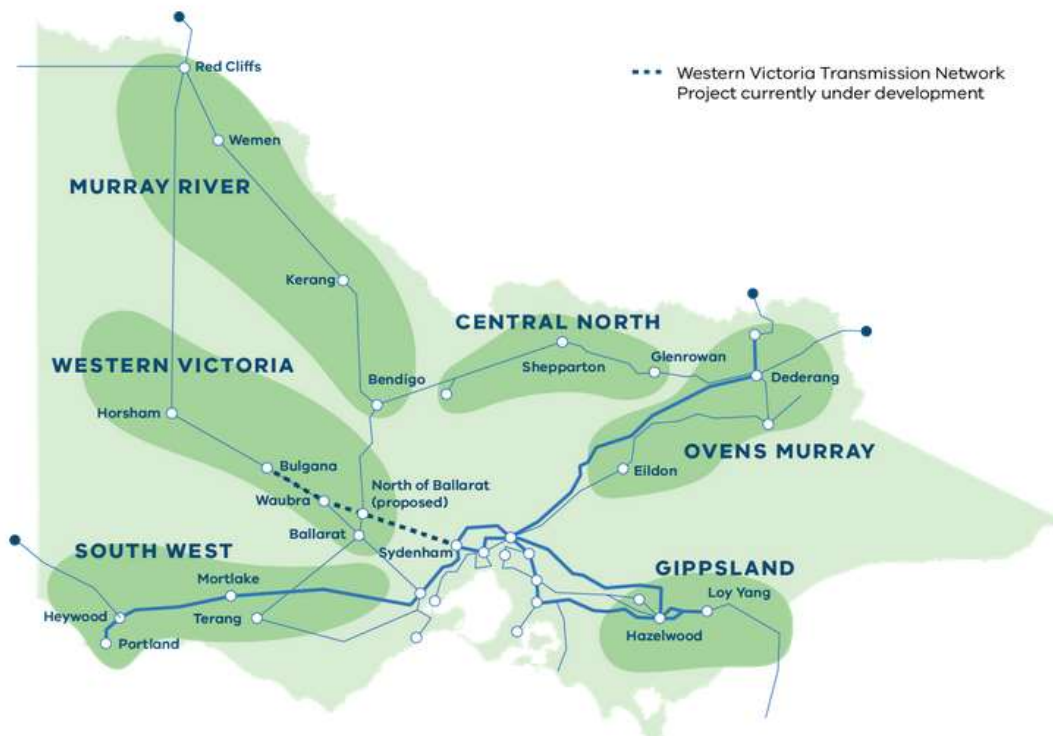 Red Cliffs
Western Victoria Transmission Network
Project currently under development
Wemen
MURRAY RIVER
Kerang
CENTRAL NORTH
WESTERN VICTORIA
Glenrowan
Shepparton
Bendigo
Dederang
Horsham
OVENS MURRAY
Bulgana
Eildon
North of Ballarat
(proposed)
Waubra
Ballarat
Sydenham
SOUTH WEST
GIPPSLAND
Mortlake
Loy Yang
Heywood
Terang
Hazelwood
Portland